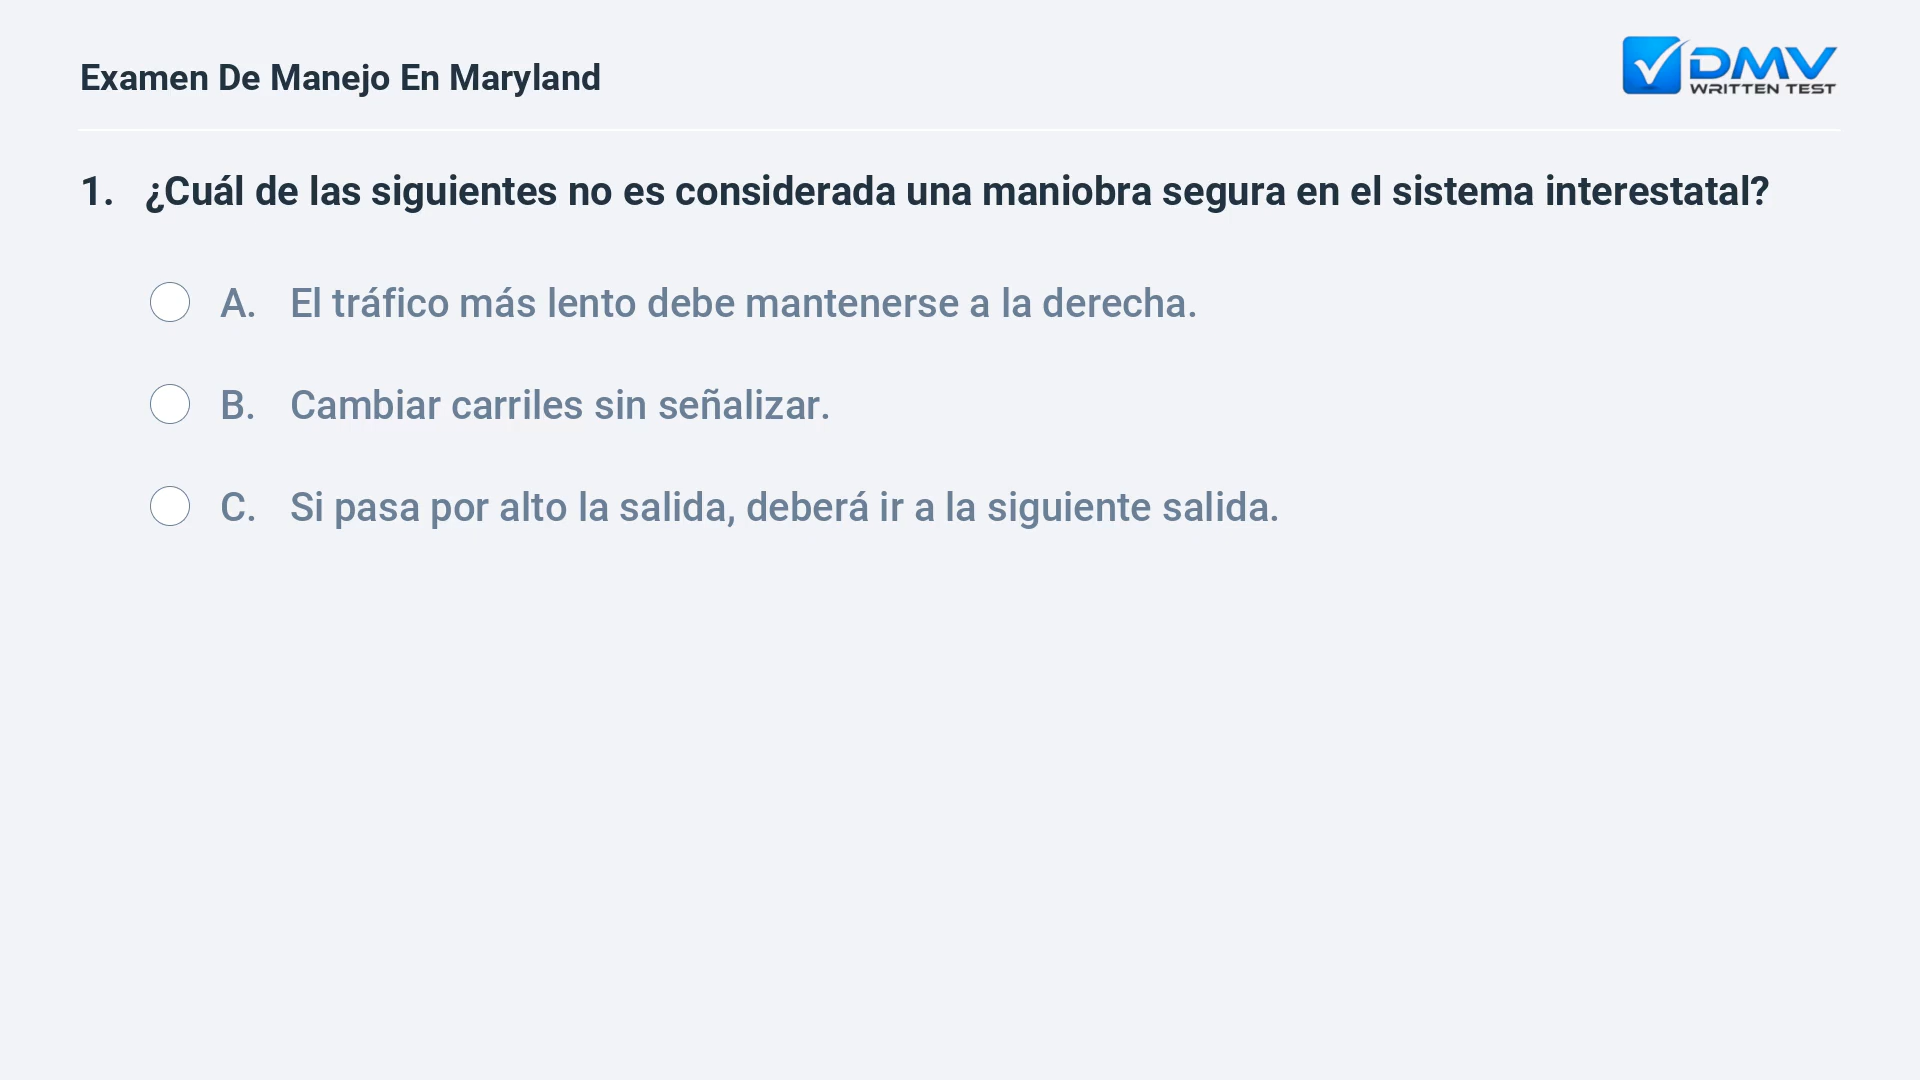 Examen De Manejo En Maryland
DMV
WRITTEN TEST
1. ¿Cuál de las siguientes no es considerada una maniobra segura en el sistema interestatal?
A. El tráfico más lento debe mantenerse a la derecha.
B. Cambiar carriles sin señalizar.
C. Si pasa por alto la salida, deberá ir a la siguiente salida.